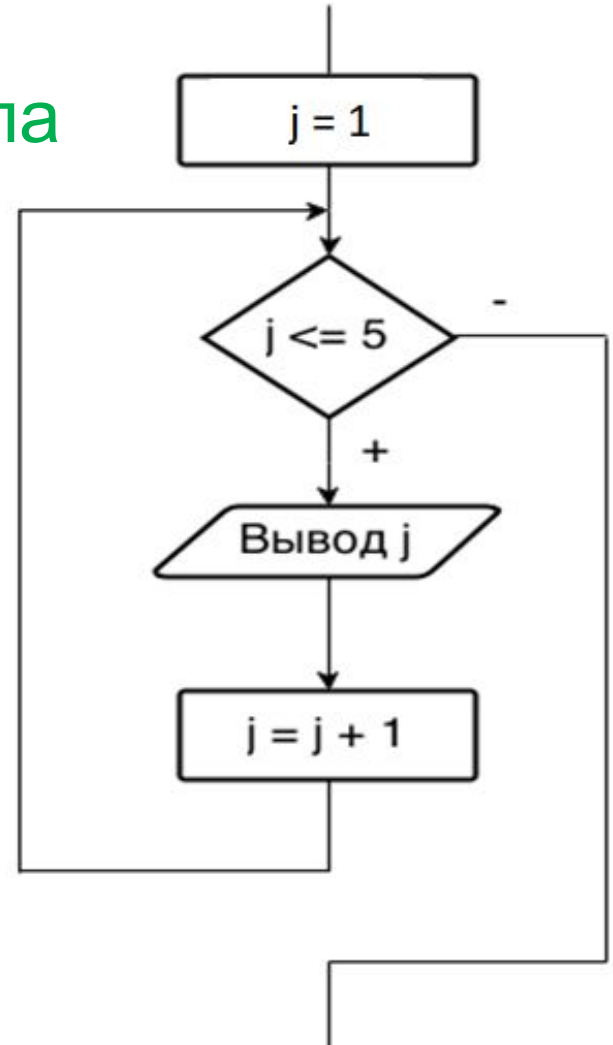 j = 1
j <= 5
-
+
Вывод j
j = j + 1